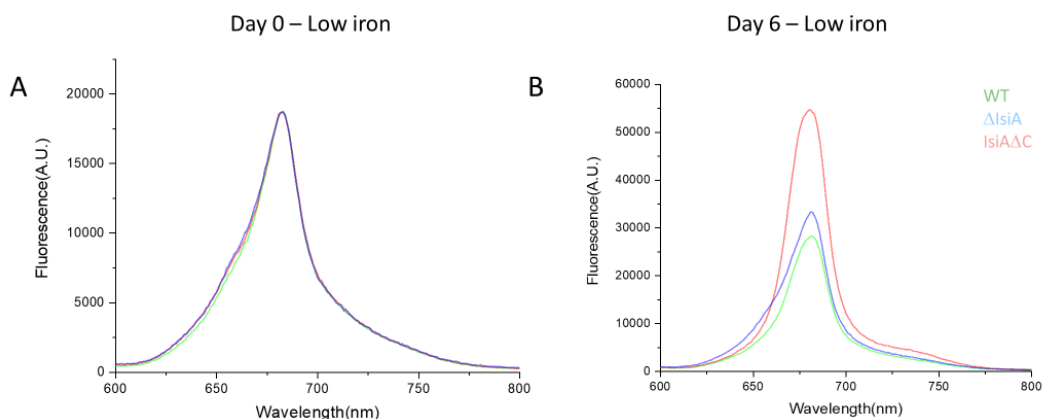 Day 0 – Low iron
Day 6 – Low iron
A
Fluorescence(A.U.)
20000
15000
10000
5000
0
600 650 700 750 800
Wavelength(nm)
B
WT
ΔIsiA
IsiAΔC
Fluorescence(A.U.)
60000
50000
40000
30000
20000
10000
0
600 650 700 750 800
Wavelength(nm)